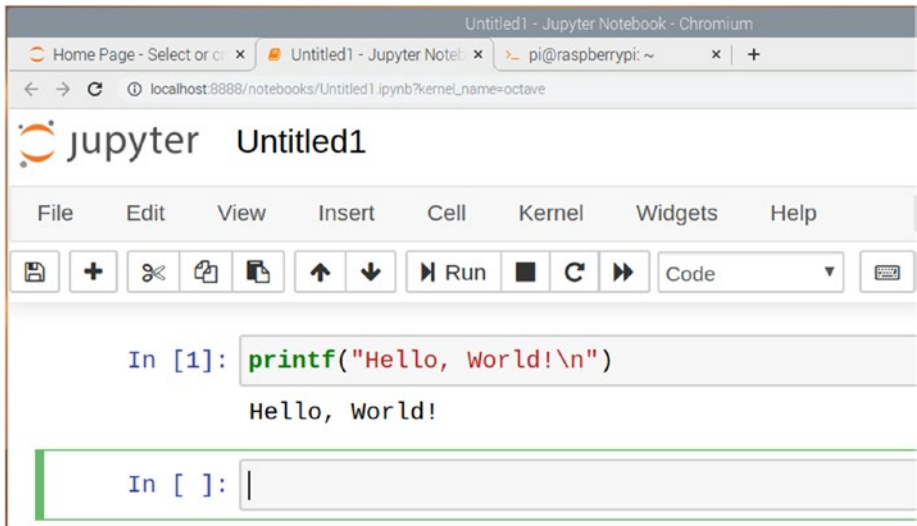 Untitled1 - Jupyter Notebook - Chromium
Home Page - Select or c × Untitled1 - Jupyter Noteb × pi@raspberrypi: ~ × +
localhost:8888/notebooks/Untitled1.ipynb?kernel_name=octave
jupyter Untitled1
File Edit View Insert Cell Kernel Widgets Help
Run Code
In [1]: printf("Hello, World!\n")
Hello, World!
In [ ]: